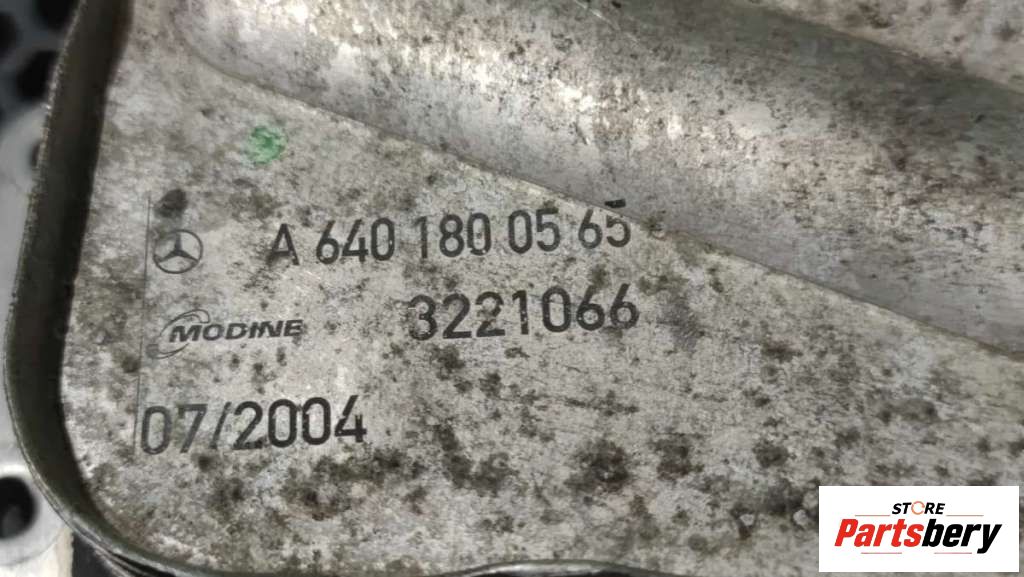 A 640 180 05 65
MODINE 3221066
07/2004
STORE
Partsbery